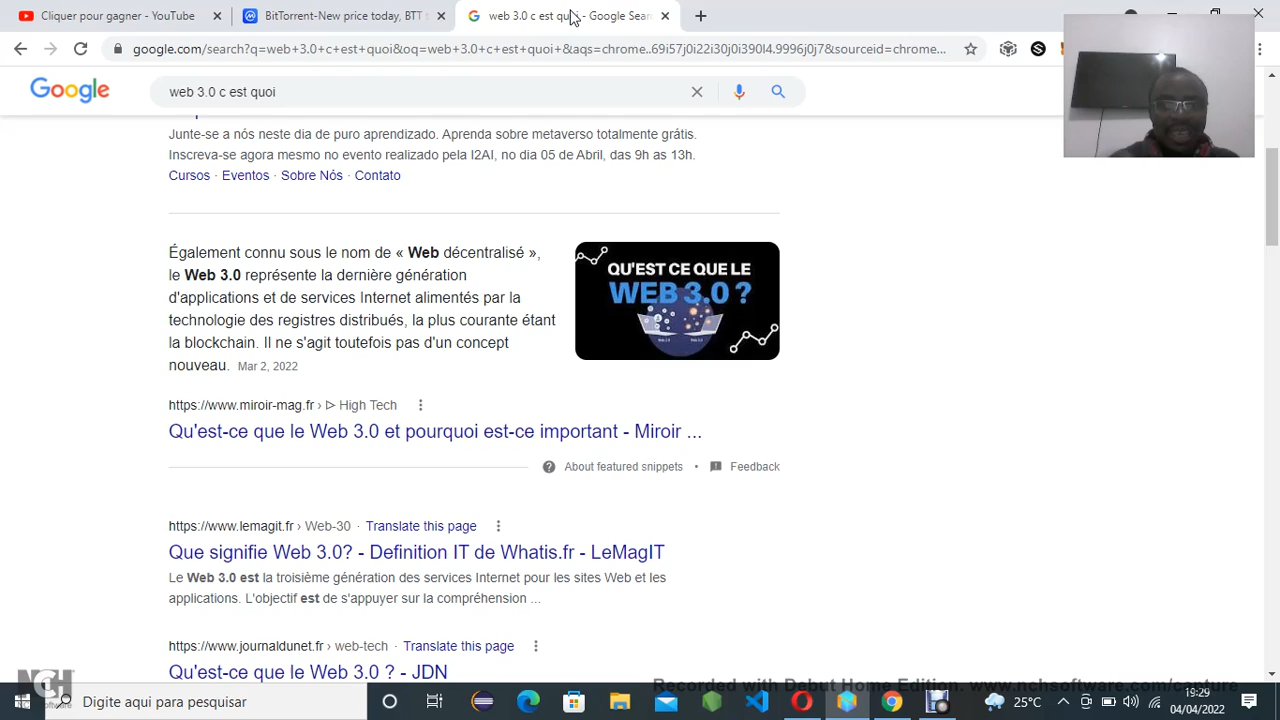 Cliquer pour gagner - YouTube
BitTorrent-New price today, BTT t
web 3.0 c est quoi - Google Sear
google.com/search?q=web+3.0+c+est+quoi&oq=web+3.0+c+est+quoi+&aqs=chrome..69i57j0i22i30j0i390l4.9996j0j7&sourceid=chrome...
Google
web 3.0 c est quoi
Junte-se a nós neste dia de puro aprendizado. Aprenda sobre metaverso totalmente grátis.
Inscreva-se agora mesmo no evento realizado pela I2AI, no dia 05 de Abril, das 9h as 13h.
Cursos · Eventos · Sobre Nós · Contato
Également connu sous le nom de « Web décentralisé »,
le Web 3.0 représente la dernière génération
d'applications et de services Internet alimentés par la
technologie des registres distribués, la plus courante étant
la blockchain. Il ne s'agit toutefois pas d'un concept
nouveau. Mar 2, 2022
QU'EST CE QUE LE
WEB 3.0 ?
https://www.miroir-mag.fr › ᐅ High Tech
Qu'est-ce que le Web 3.0 et pourquoi est-ce important - Miroir ...
About featured snippets • Feedback
https://www.lemagit.fr › Web-30 · Translate this page
Que signifie Web 3.0? - Definition IT de Whatis.fr - LeMagIT
Le Web 3.0 est la troisième génération des services Internet pour les sites Web et les
applications. L'objectif est de s'appuyer sur la compréhension ...
https://www.journaldunet.fr › web-tech · Translate this page
Qu'est-ce que le Web 3.0 ? - JDN
NCH
Recorded with Debut Home Edition. www.nchsoftware.com/capture
Digite aqui para pesquisar
25°C
19:29
04/04/2022